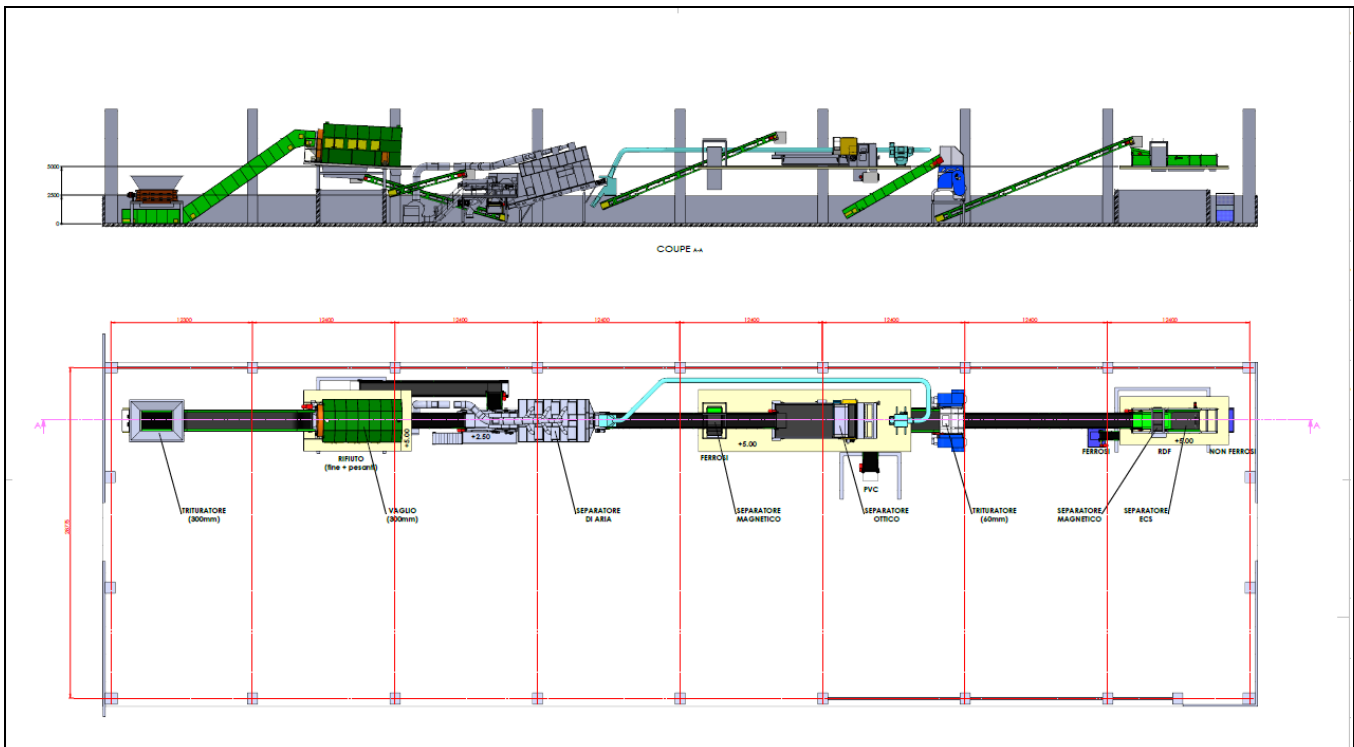 5000
2500
0
COUPE A-A
12300
12400
12400
12400
12400
12400
12400
12400
A
A
+5.00
+2.50
+5.00
+5.00
RIFIUTO
(fine + pesanti)
FERROSI
PVC
FERROSI
RDF
NON FERROSI
TRITURATORE
(300mm)
VAGLIO
(300mm)
SEPARATORE
DI ARIA
SEPARATORE
MAGNETICO
SEPARATORE
OTTICO
TRITURATORE
(60mm)
SEPARATORE
MAGNETICO
SEPARATORE
ECS